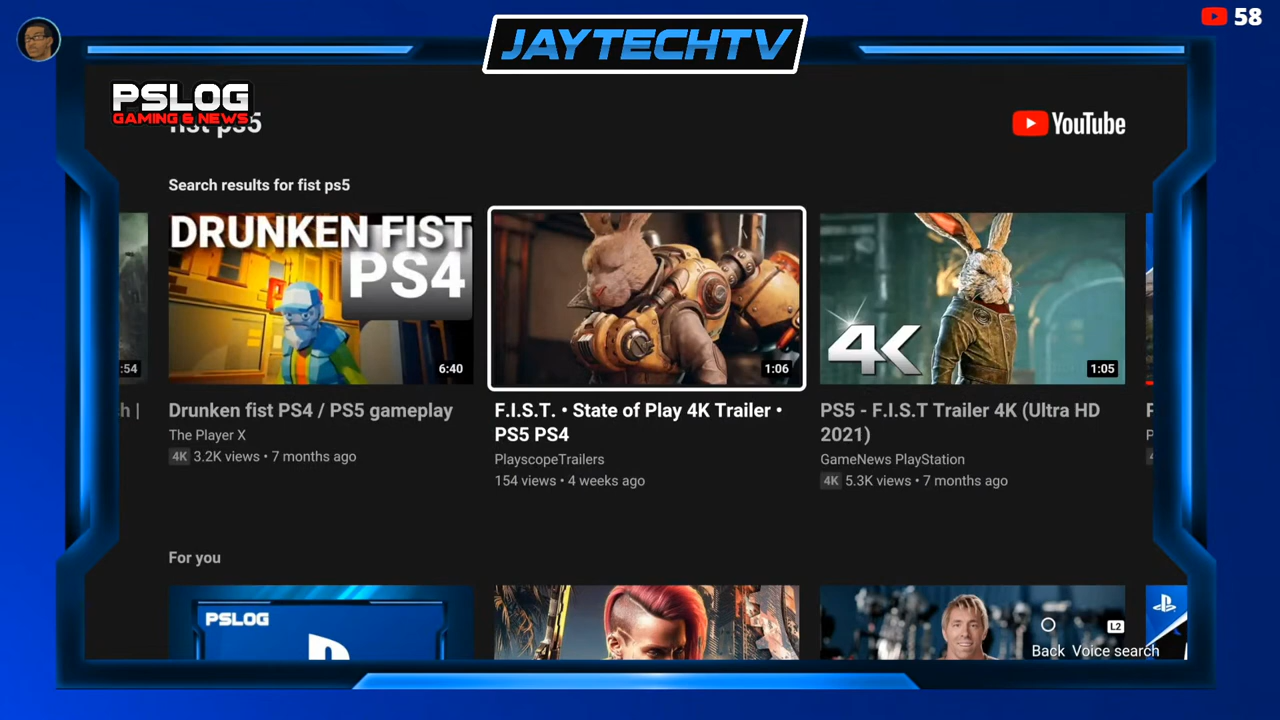 58
JAYTECHTV
PSLOG
GAMING & NEWS
fist ps5
YouTube
Search results for fist ps5
DRUNKEN FIST
PS4
:54
6:40
1:06
4K
1:05
Drunken fist PS4 / PS5 gameplay
The Player X
4K 3.2K views • 7 months ago
F.I.S.T. • State of Play 4K Trailer •
PS5 PS4
PlayscopeTrailers
154 views • 4 weeks ago
PS5 - F.I.S.T Trailer 4K (Ultra HD
2021)
GameNews PlayStation
4K 5.3K views • 7 months ago
For you
PSLOG
L2
Back Voice search